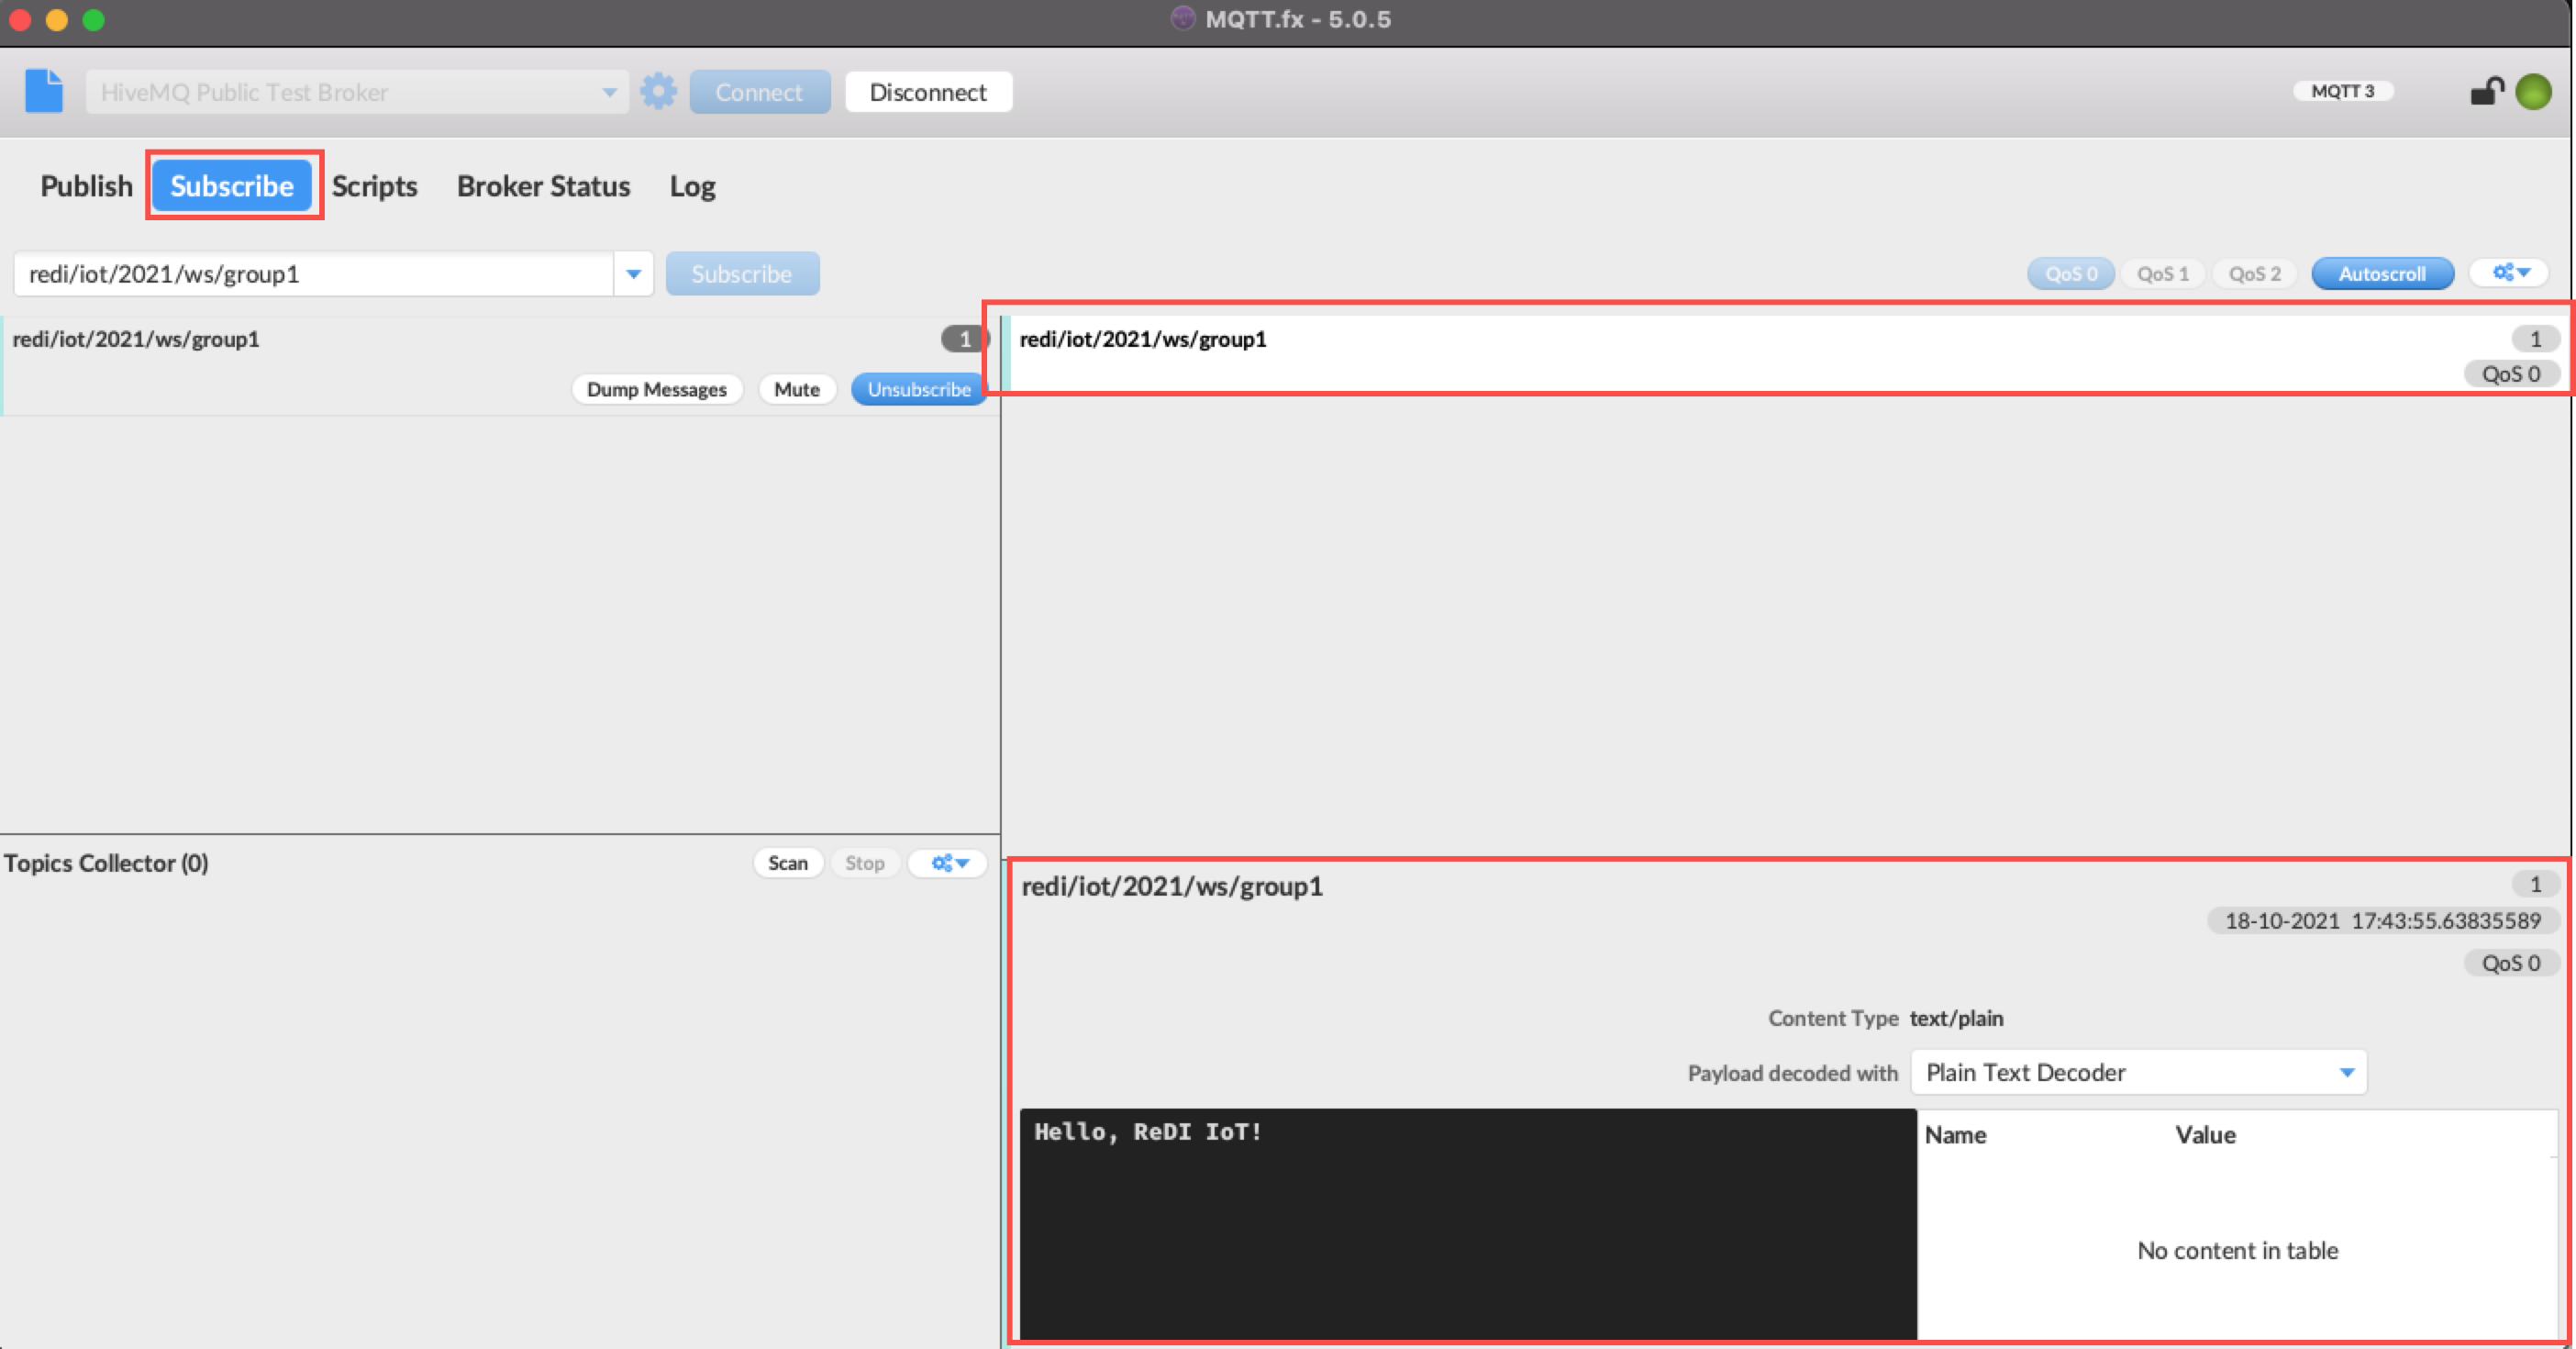 MQTT.fx - 5.0.5
HiveMQ Public Test Broker
Connect
Disconnect
MQTT 3
Publish
Subscribe
Scripts
Broker Status
Log
redi/iot/2021/ws/group1
Subscribe
QoS 0
QoS 1
QoS 2
Autoscroll
redi/iot/2021/ws/group1
1
Dump Messages
Mute
Unsubscribe
redi/iot/2021/ws/group1
1
QoS 0
Topics Collector (0)
Scan
Stop
redi/iot/2021/ws/group1
1
18-10-2021 17:43:55.63835589
QoS 0
Content Type text/plain
Payload decoded with Plain Text Decoder
Hello, ReDI IoT!
Name
Value
No content in table